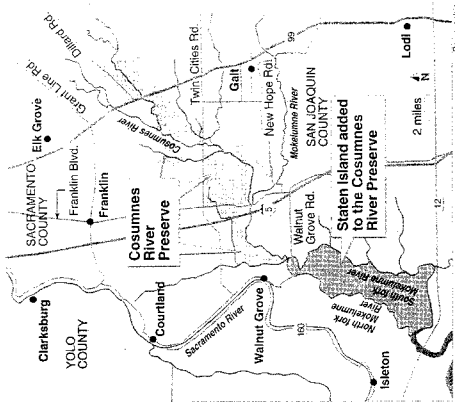 Clarksburg
YOLO
COUNTY
SACRAMENTO
COUNTY
Elk Grove
Grant Line Rd.
Dillard Rd.
Franklin Blvd.
Franklin
Cosumnes River
Cosumnes
River
Preserve
Twin Cities Rd.
Courtland
Sacramento River
Galt
New Hope Rd.
99
Mokelumne River
5
Walnut
Grove Rd.
SAN JOAQUIN
COUNTY
Walnut Grove
160
Staten Island added
to the Cosumnes
River Preserve
North fork
Mokelumne
River
South fork
Mokelumne River
Isleton
12
Lodi
2 miles
N